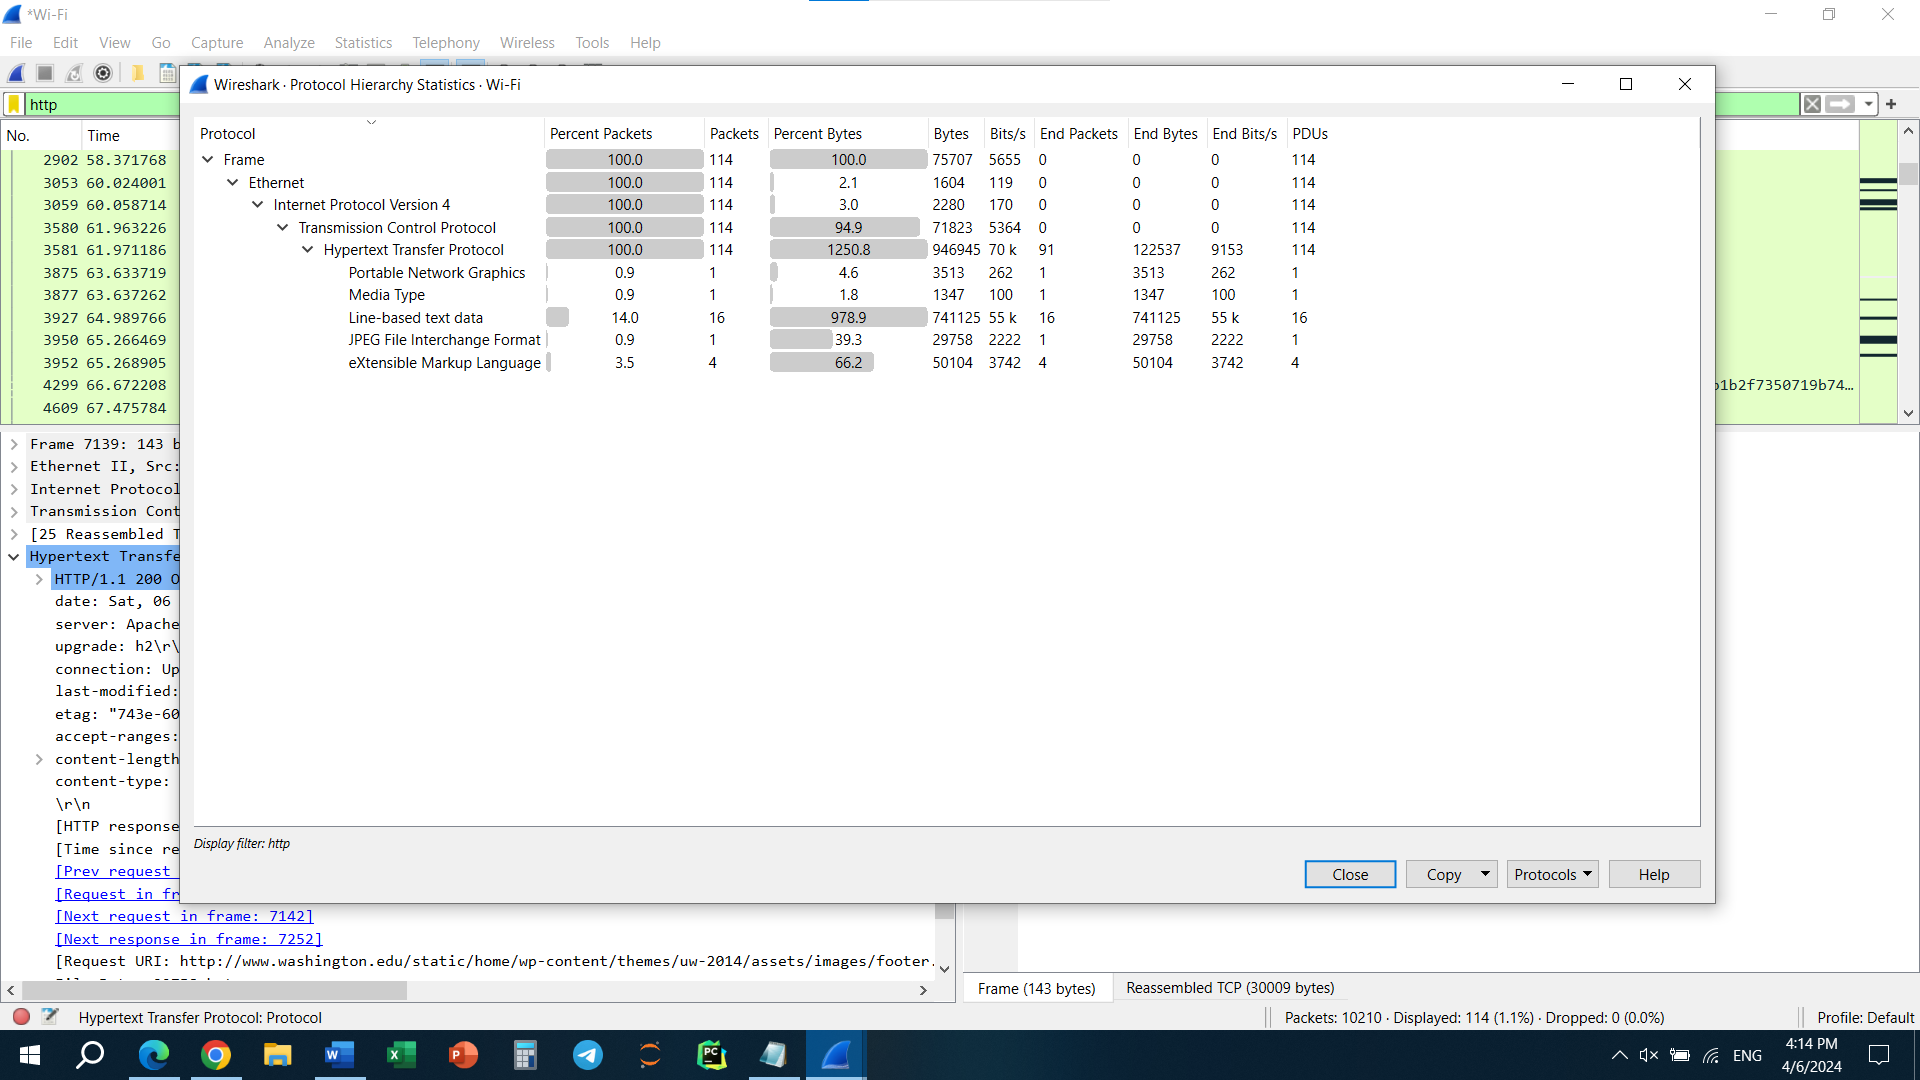 *Wi-Fi
File Edit View Go Capture Analyze Statistics Telephony Wireless Tools Help
Wireshark · Protocol Hierarchy Statistics · Wi-Fi
http
No. Time
2902 58.371768
3053 60.024001
3059 60.058714
3580 61.963226
3581 61.971186
3875 63.633719
3877 63.637262
3927 64.989766
3950 65.266469
3952 65.268905
4299 66.672208
4609 67.475784
Protocol Percent Packets Packets Percent Bytes Bytes Bits/s End Packets End Bytes End Bits/s PDUs
Frame 100.0 114 100.0 75707 5655 0 0 0 114
Ethernet 100.0 114 2.1 1604 119 0 0 0 114
Internet Protocol Version 4 100.0 114 3.0 2280 170 0 0 0 114
Transmission Control Protocol 100.0 114 94.9 71823 5364 0 0 0 114
Hypertext Transfer Protocol 100.0 114 1250.8 946945 70 k 91 122537 9153 114
Portable Network Graphics 0.9 1 4.6 3513 262 1 3513 262 1
Media Type 0.9 1 1.8 1347 100 1 1347 100 1
Line-based text data 14.0 16 978.9 741125 55 k 16 741125 55 k 16
JPEG File Interchange Format 0.9 1 39.3 29758 2222 1 29758 2222 1
eXtensible Markup Language 3.5 4 66.2 50104 3742 4 50104 3742 4
b1b2f7350719b74…
Display filter: http
Close Copy Protocols Help
Frame 7139: 143 b
Ethernet II, Src:
Internet Protocol
Transmission Cont
[25 Reassembled T
Hypertext Transfe
HTTP/1.1 200 O
date: Sat, 06
server: Apache
upgrade: h2\r\
connection: Up
last-modified:
etag: "743e-60
accept-ranges:
content-length
content-type:
\r\n
[HTTP response
[Time since re
[Prev request
[Request in fr
[Next request in frame: 7142]
[Next response in frame: 7252]
[Request URI: http://www.washington.edu/static/home/wp-content/themes/uw-2014/assets/images/footer.
Frame (143 bytes) Reassembled TCP (30009 bytes)
Hypertext Transfer Protocol: Protocol
Packets: 10210 · Displayed: 114 (1.1%) · Dropped: 0 (0.0%)
Profile: Default
ENG
4:14 PM
4/6/2024